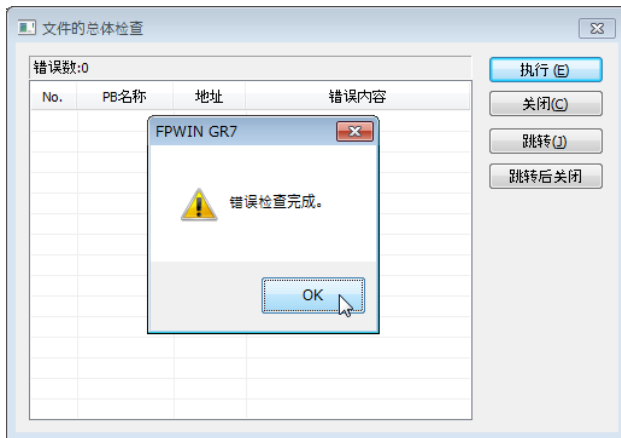 文件的总体检查
错误数:0
执行(E)
No. PB名称 地址 错误内容
关闭(C)
FPWIN GR7
跳转(J)
跳转后关闭
错误检查完成。
OK